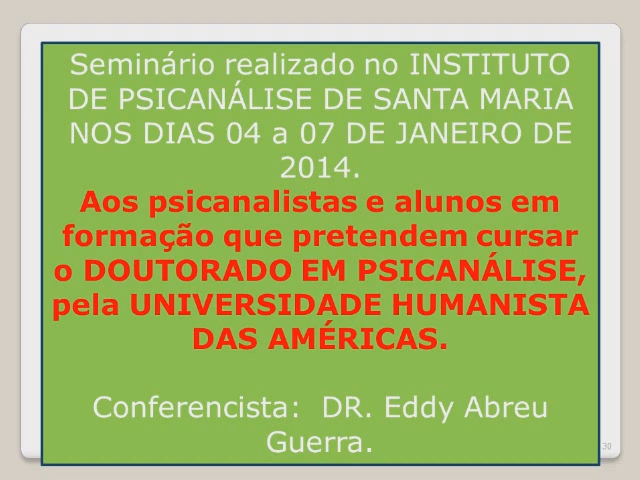 Seminário realizado no INSTITUTO
DE PSICANÁLISE DE SANTA MARIA
NOS DIAS 04 a 07 DE JANEIRO DE
2014.
Aos psicanalistas e alunos em
formação que pretendem cursar
o DOUTORADO EM PSICANÁLISE,
pela UNIVERSIDADE HUMANISTA
DAS AMÉRICAS.
Conferencista: DR. Eddy Abreu
Guerra.
30